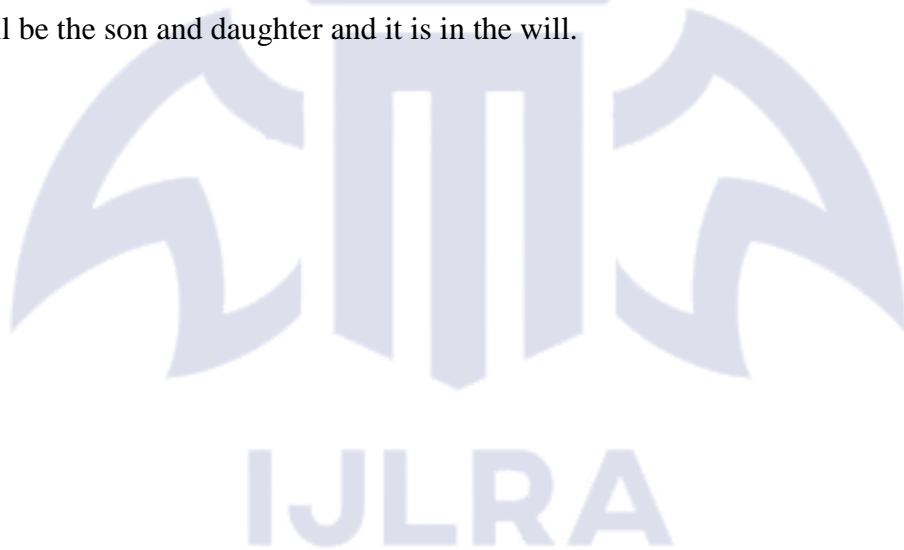 l be the son and daughter and it is in the will.
IJLRA